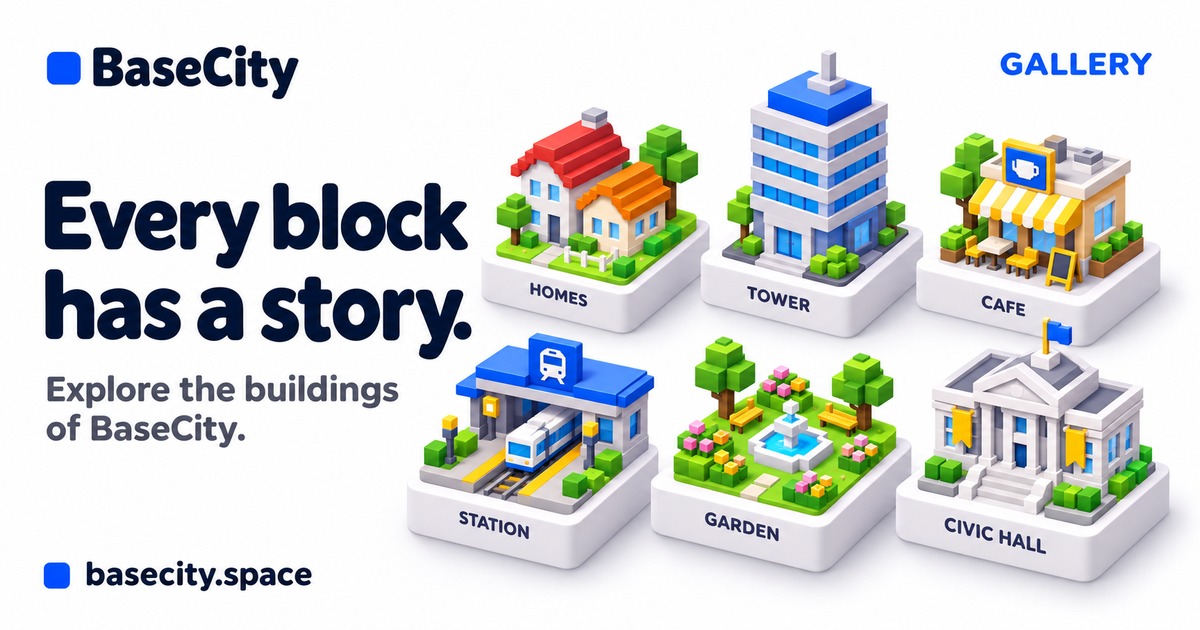 BaseCity
GALLERY
Every block
has a story.
Explore the buildings
of BaseCity.
HOMES
TOWER
CAFE
STATION
GARDEN
CIVIC HALL
basecity.space